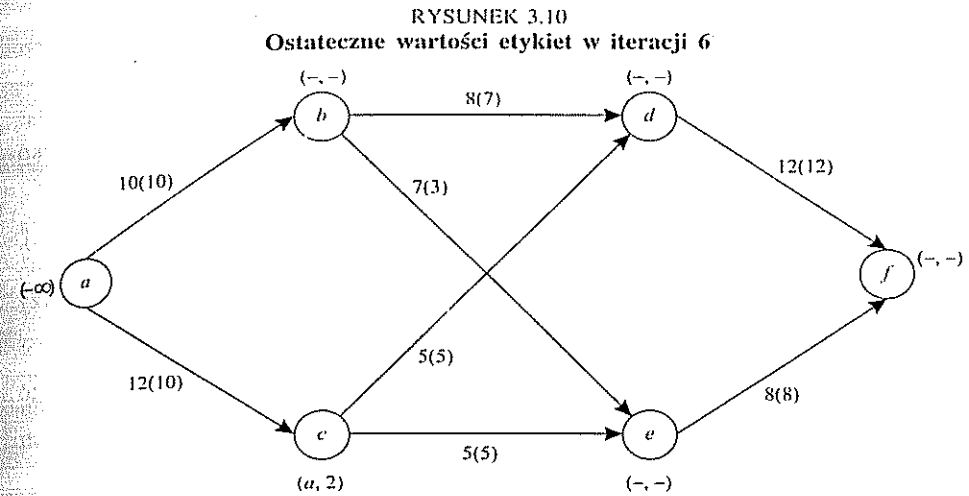 RYSUNEK 3.10
Ostateczne wartości etykiet w iteracji 6
(-, -)
(-, -)
b
8(7)
d
10(10)
7(3)
12(12)
(-∞)
a
f
(-, -)
12(10)
5(5)
8(8)
c
5(5)
e
(a, 2)
(-, -)